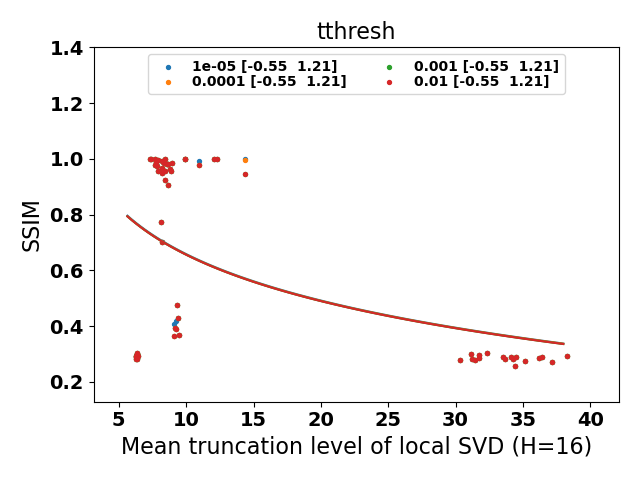 tthresh
1e-05 [-0.55  1.21]
0.0001 [-0.55  1.21]
0.001 [-0.55  1.21]
0.01 [-0.55  1.21]
SSIM
1.4
1.2
1.0
0.8
0.6
0.4
0.2
5 10 15 20 25 30 35 40
Mean truncation level of local SVD (H=16)